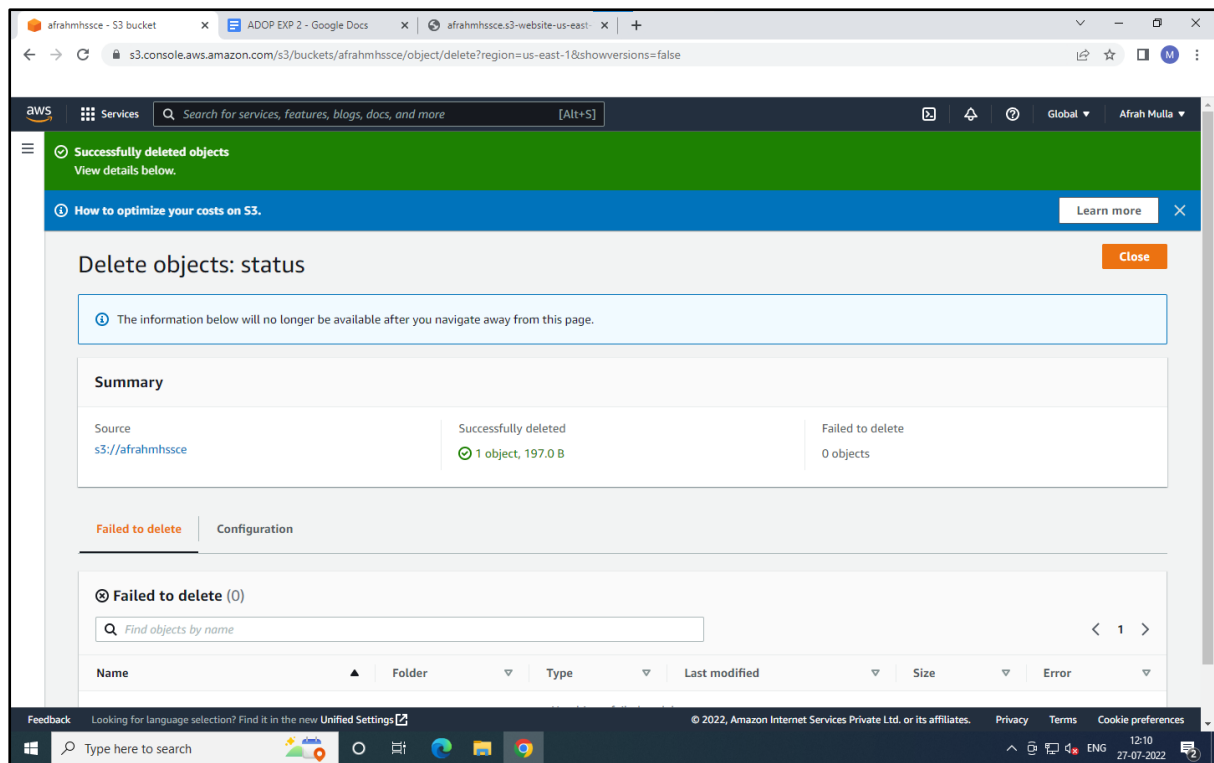 afrahmhssce - S3 bucket
ADOP EXP 2 - Google Docs
afrahmhssce.s3-website-us-east-
s3.console.aws.amazon.com/s3/buckets/afrahmhssce/object/delete?region=us-east-1&showversions=false
M
aws
Services
Search for services, features, blogs, docs, and more
[Alt+S]
Global
Afrah Mulla
Successfully deleted objects
View details below.
How to optimize your costs on S3.
Learn more
Delete objects: status
Close
The information below will no longer be available after you navigate away from this page.
Summary
Source
Successfully deleted
Failed to delete
s3://afrahmhssce
1 object, 197.0 B
0 objects
Failed to delete
Configuration
Failed to delete (0)
Find objects by name
1
Name
Folder
Type
Last modified
Size
Error
Feedback
Looking for language selection? Find it in the new Unified Settings
© 2022, Amazon Internet Services Private Ltd. or its affiliates.
Privacy
Terms
Cookie preferences
Type here to search
ENG
12:10
27-07-2022
2